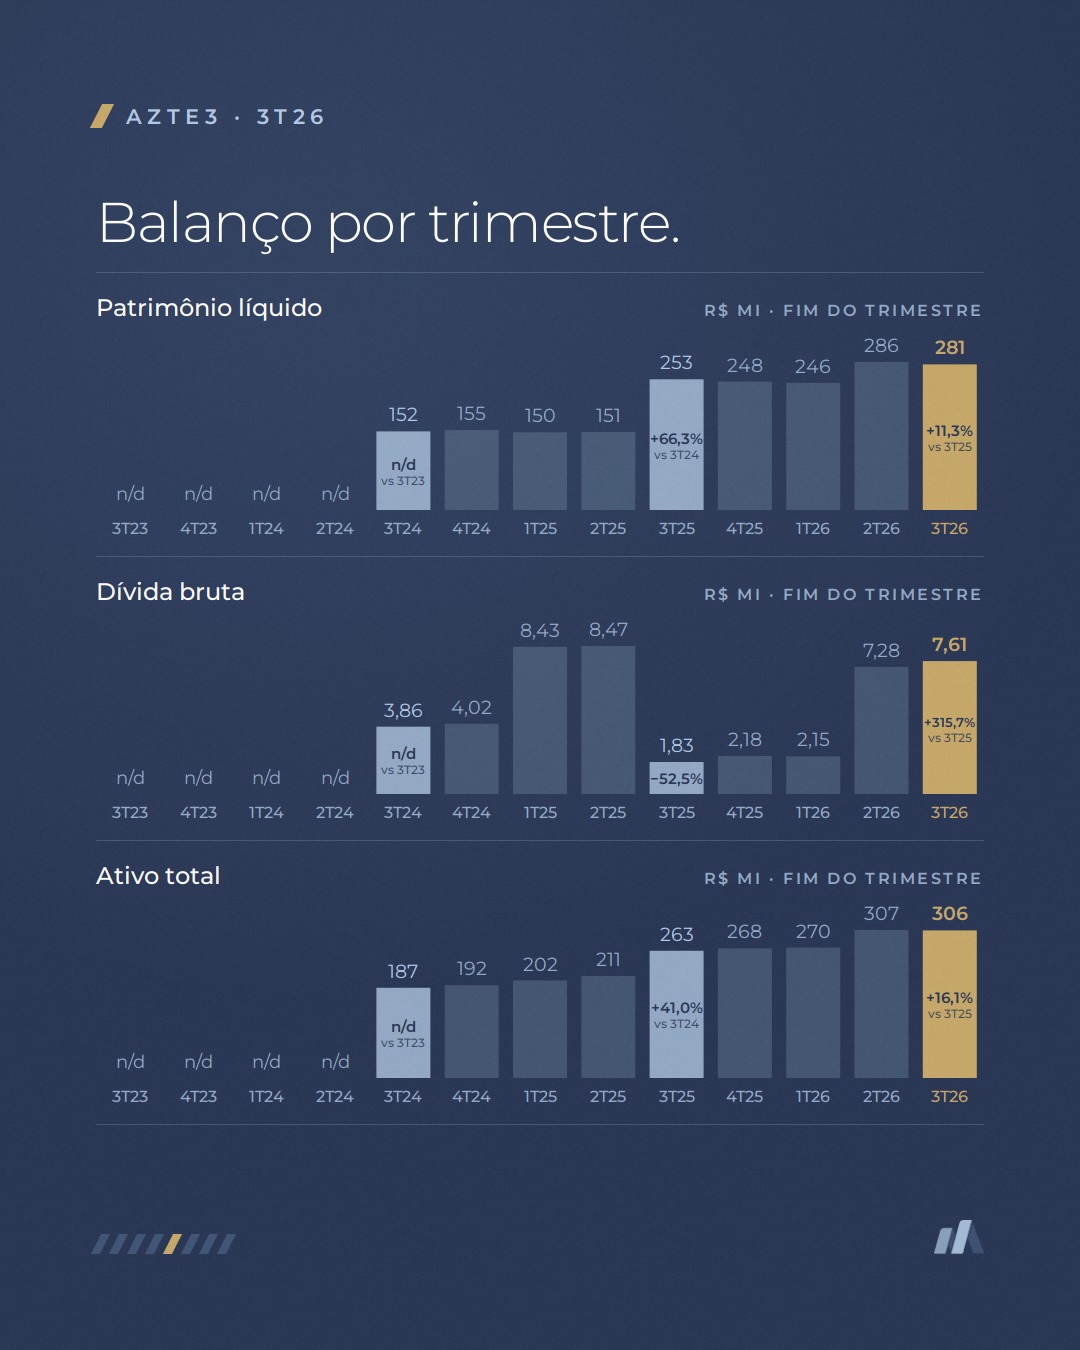 AZTE3 · 3T26
Balanço por trimestre.
Patrimônio líquido R$ MI · FIM DO TRIMESTRE
n/d n/d n/d n/d 152 155 150 151 253 248 246 286 281
n/d +66,3% +11,3%
vs 3T23 vs 3T24 vs 3T25
3T23 4T23 1T24 2T24 3T24 4T24 1T25 2T25 3T25 4T25 1T26 2T26 3T26
Dívida bruta R$ MI · FIM DO TRIMESTRE
n/d n/d n/d n/d 3,86 4,02 8,43 8,47 1,83 2,18 2,15 7,28 7,61
n/d −52,5% +315,7%
vs 3T23 vs 3T25
3T23 4T23 1T24 2T24 3T24 4T24 1T25 2T25 3T25 4T25 1T26 2T26 3T26
Ativo total R$ MI · FIM DO TRIMESTRE
n/d n/d n/d n/d 187 192 202 211 263 268 270 307 306
n/d +41,0% +16,1%
vs 3T23 vs 3T24 vs 3T25
3T23 4T23 1T24 2T24 3T24 4T24 1T25 2T25 3T25 4T25 1T26 2T26 3T26